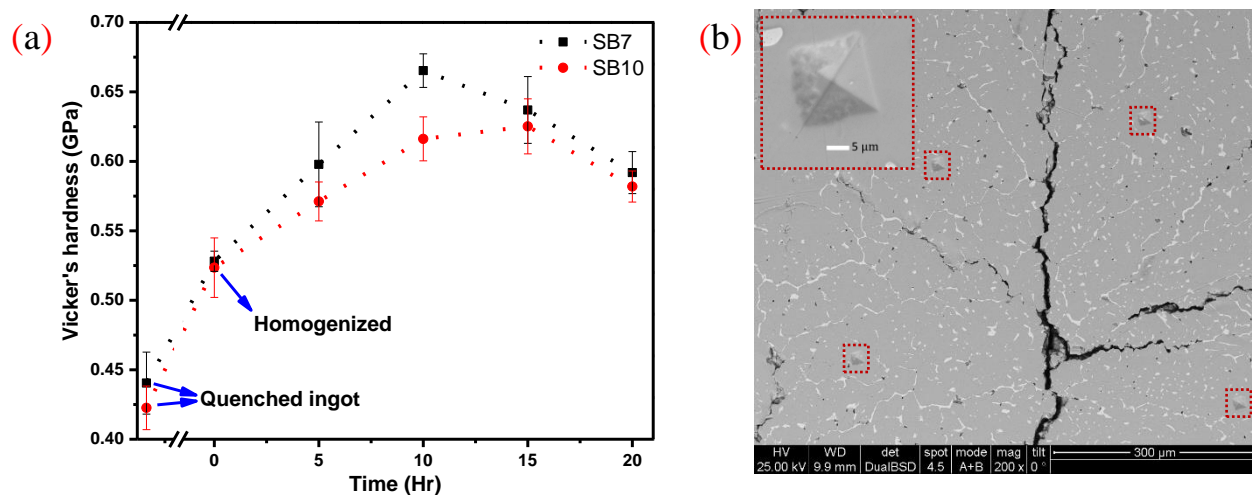 (a)
0.70
0.65
0.60
0.55
0.50
0.45
0.40
Vicker's hardness (GPa)
SB7
SB10
Homogenized
Quenched ingot
0 5 10 15 20
Time (Hr)
(b)
5 µm
HV WD det spot mode mag tilt
25.00 kV 9.9 mm DualBSD 4.5 A+B 200 x 0 °
300 µm